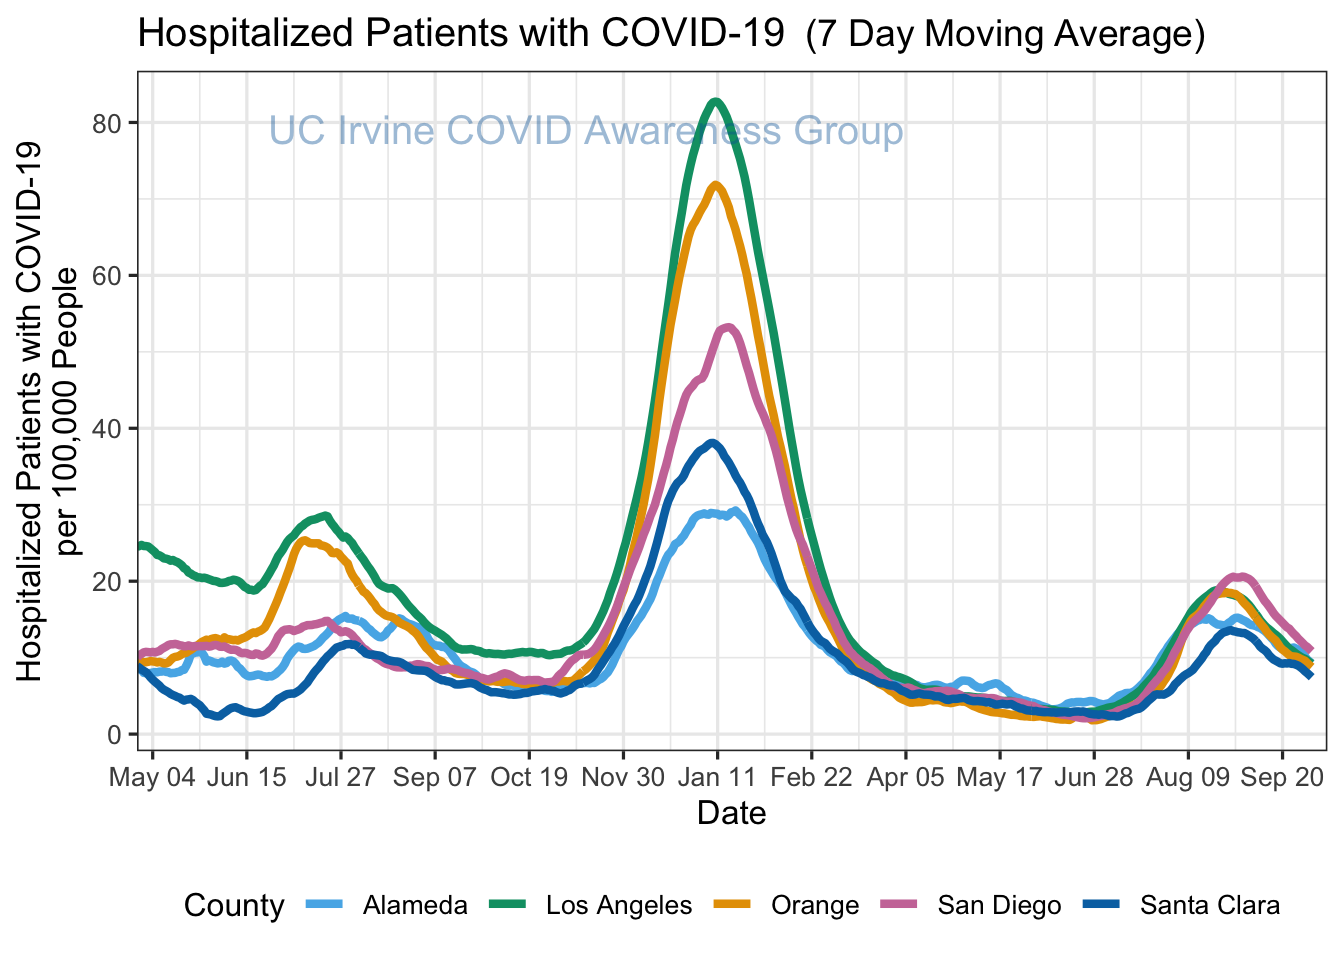 Hospitalized Patients with COVID-19  (7 Day Moving Average)
UC Irvine COVID Awareness Group
Hospitalized Patients with COVID-19
per 100,000 People
80
60
40
20
0
May 04 Jun 15 Jul 27 Sep 07 Oct 19 Nov 30 Jan 11 Feb 22 Apr 05 May 17 Jun 28 Aug 09 Sep 20
Date
County Alameda Los Angeles Orange San Diego Santa Clara